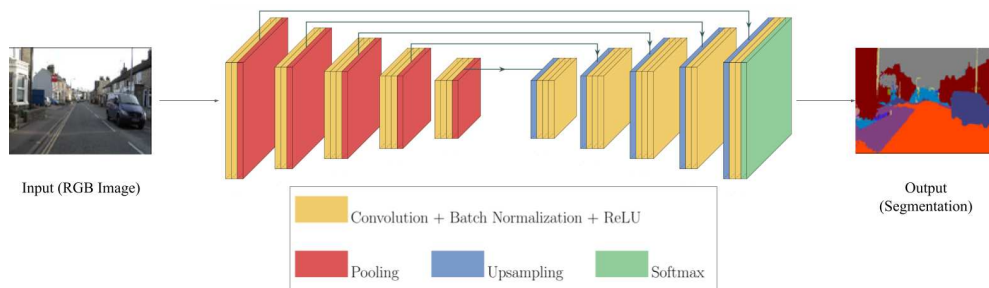 Input (RGB Image)
Output
(Segmentation)
Convolution + Batch Normalization + ReLU
Pooling
Upsampling
Softmax